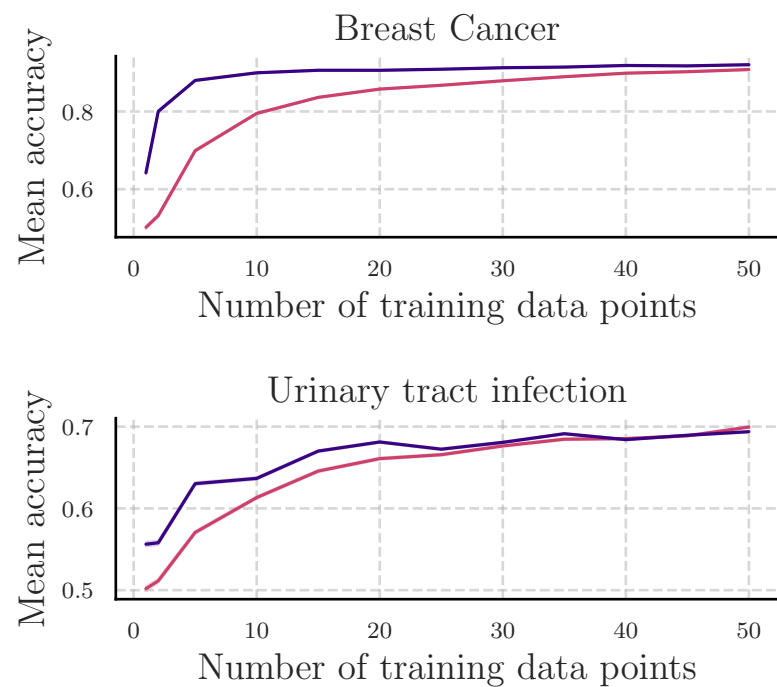 Breast Cancer
Mean accuracy
0.8
0.6
0 10 20 30 40 50
Number of training data points
Urinary tract infection
Mean accuracy
0.7
0.6
0.5
0 10 20 30 40 50
Number of training data points